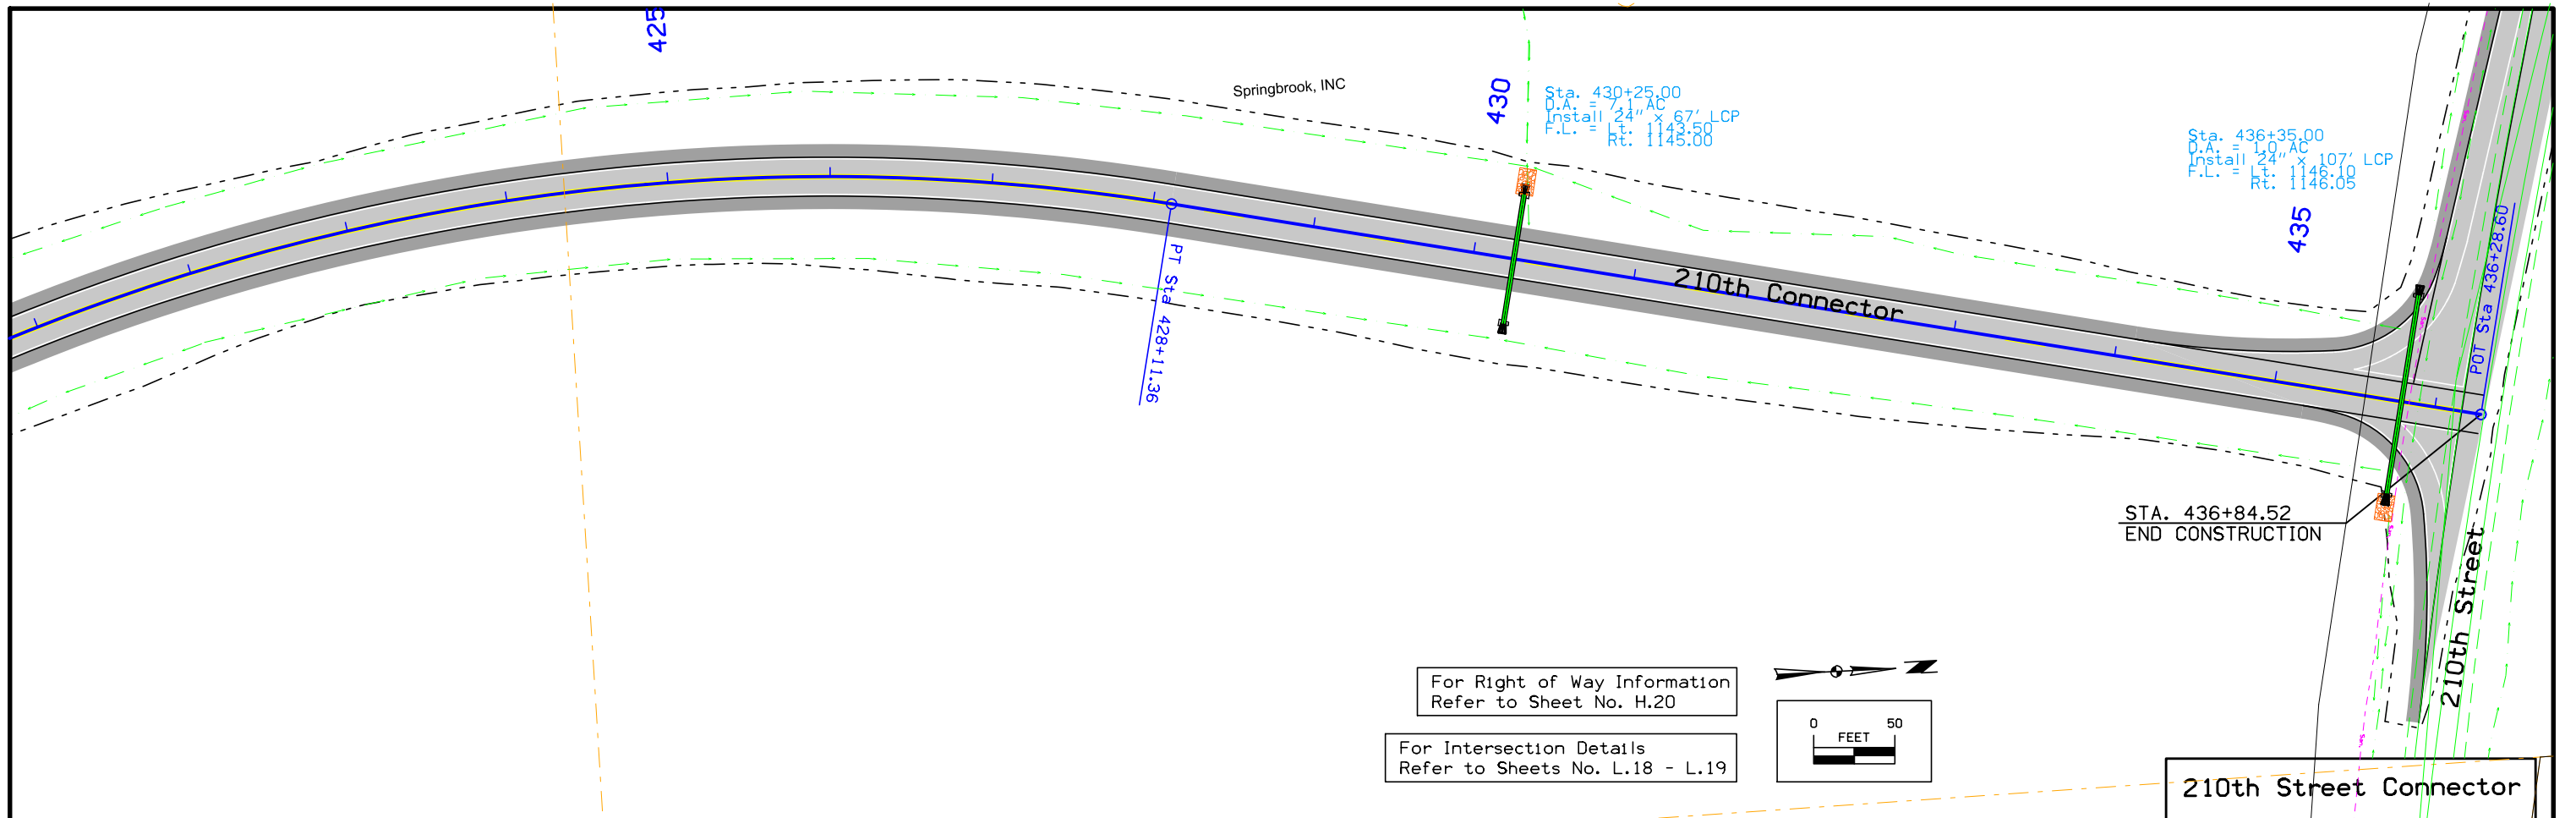 425
Springbrook, INC
430
Sta. 430+25.00
D.A. = 7.1 AC
Install 24" x 67' LCP
F.L. = Lt. 1143.50
Rt. 1145.00
Sta. 436+35.00
D.A. = 1.0 AC
Install 24" x 107' LCP
F.L. = Lt. 1146.10
Rt. 1146.05
435
PT Sta 428+11.36
210th Connector
POT Sta 436+28.60
STA. 436+84.52
END CONSTRUCTION
210th Street
For Right of Way Information
Refer to Sheet No. H.20
For Intersection Details
Refer to Sheets No. L.18 - L.19
0 50
FEET
210th Street Connector